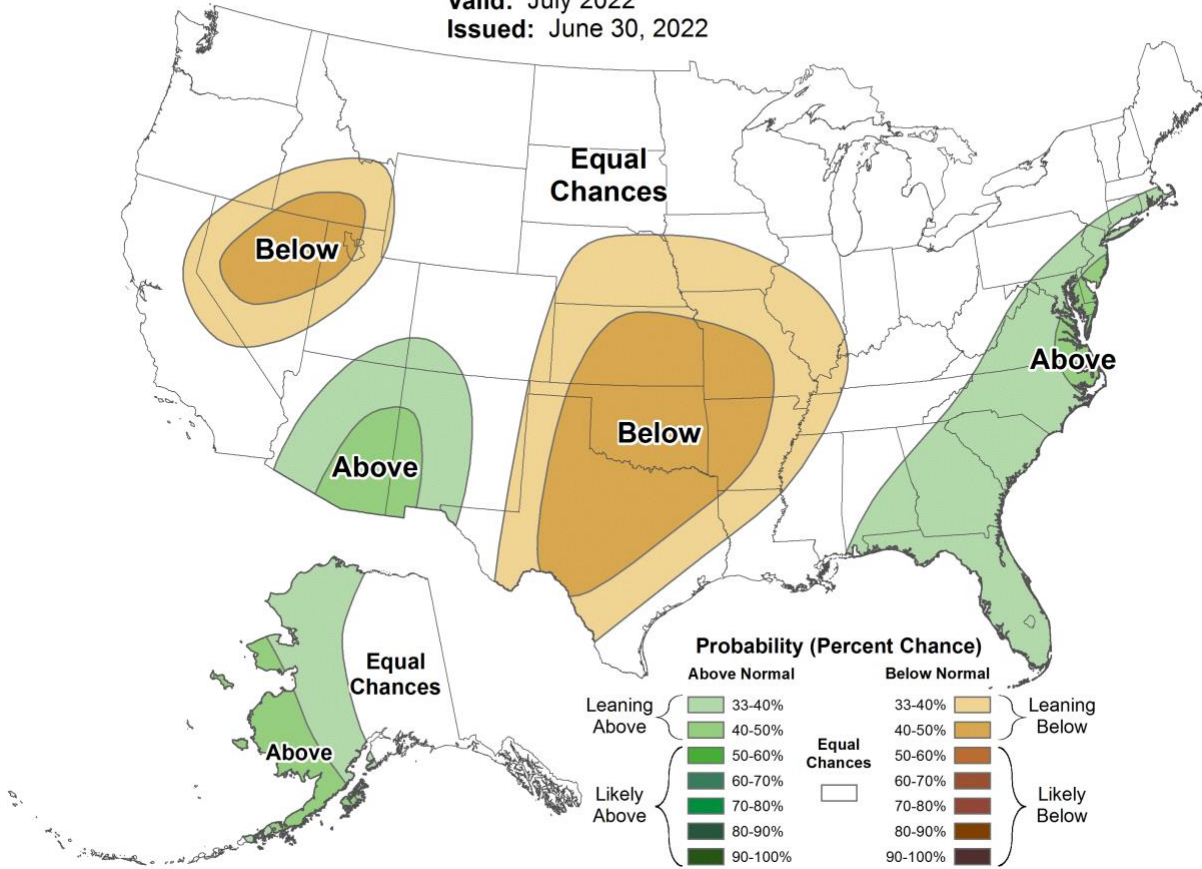 Valid: July 2022
Issued: June 30, 2022
Equal
Chances
Below
Below
Above
Above
Equal
Chances
Above
Probability (Percent Chance)
Above Normal
Below Normal
Leaning
Above
33-40%
40-50%
50-60%
60-70%
70-80%
80-90%
90-100%
Likely
Above
Equal
Chances
33-40%
40-50%
50-60%
60-70%
70-80%
80-90%
90-100%
Leaning
Below
Likely
Below